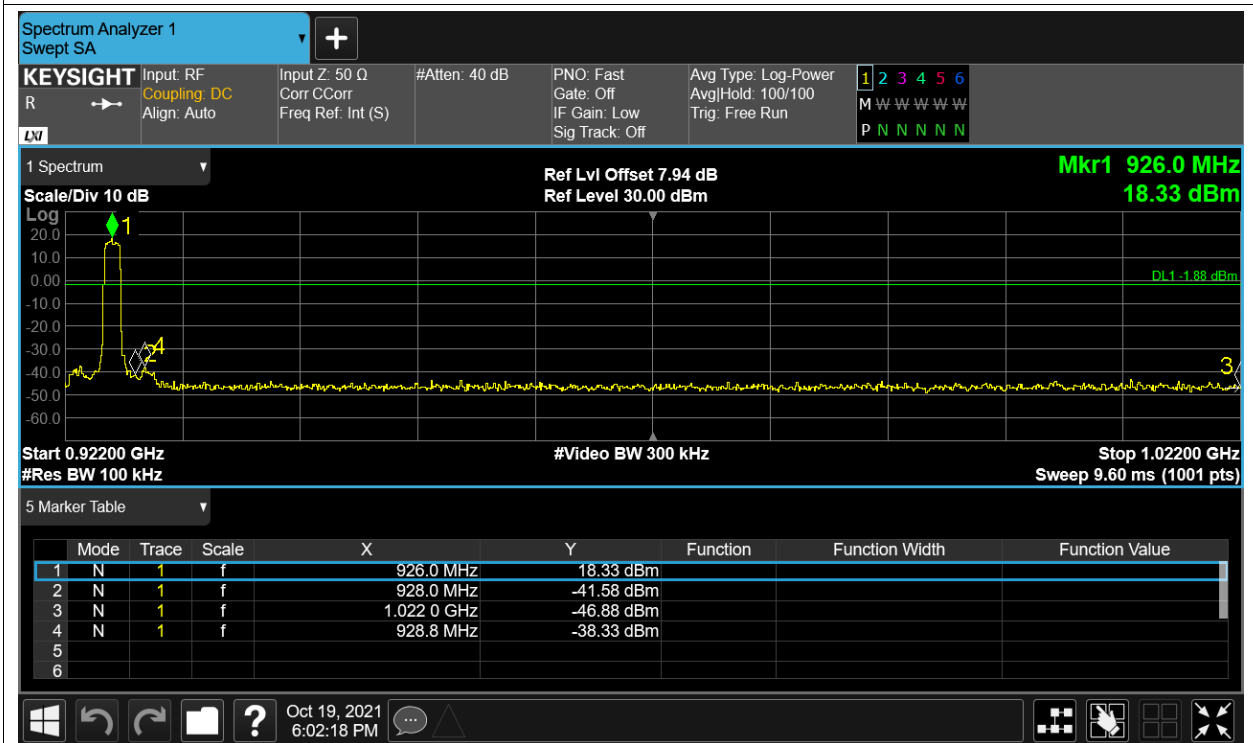 Spectrum Analyzer 1
Swept SA
+
KEYSIGHT Input: RF Input Z: 50 Ω #Atten: 40 dB PNO: Fast Avg Type: Log-Power 1 2 3 4 5 6
R Coupling: DC Corr CCorr Gate: Off Avg|Hold: 100/100 M W W W W W
Align: Auto Freq Ref: Int (S) IF Gain: Low Trig: Free Run
LXI Sig Track: Off P N N N N N
1 Spectrum Ref Lvl Offset 7.94 dB Mkr1 926.0 MHz
Scale/Div 10 dB Ref Level 30.00 dBm 18.33 dBm
Log
1
20.0
10.0
0.00 DL1 -1.88 dBm
-10.0
-20.0
-30.0 2 4
-40.0 3
-50.0
-60.0
Start 0.92200 GHz #Video BW 300 kHz Stop 1.02200 GHz
#Res BW 100 kHz Sweep 9.60 ms (1001 pts)
5 Marker Table
Mode Trace Scale X Y Function Function Width Function Value
1 N 1 f 926.0 MHz 18.33 dBm
2 N 1 f 928.0 MHz -41.58 dBm
3 N 1 f 1.022 0 GHz -46.88 dBm
4 N 1 f 928.8 MHz -38.33 dBm
5
6
? Oct 19, 2021
6:02:18 PM